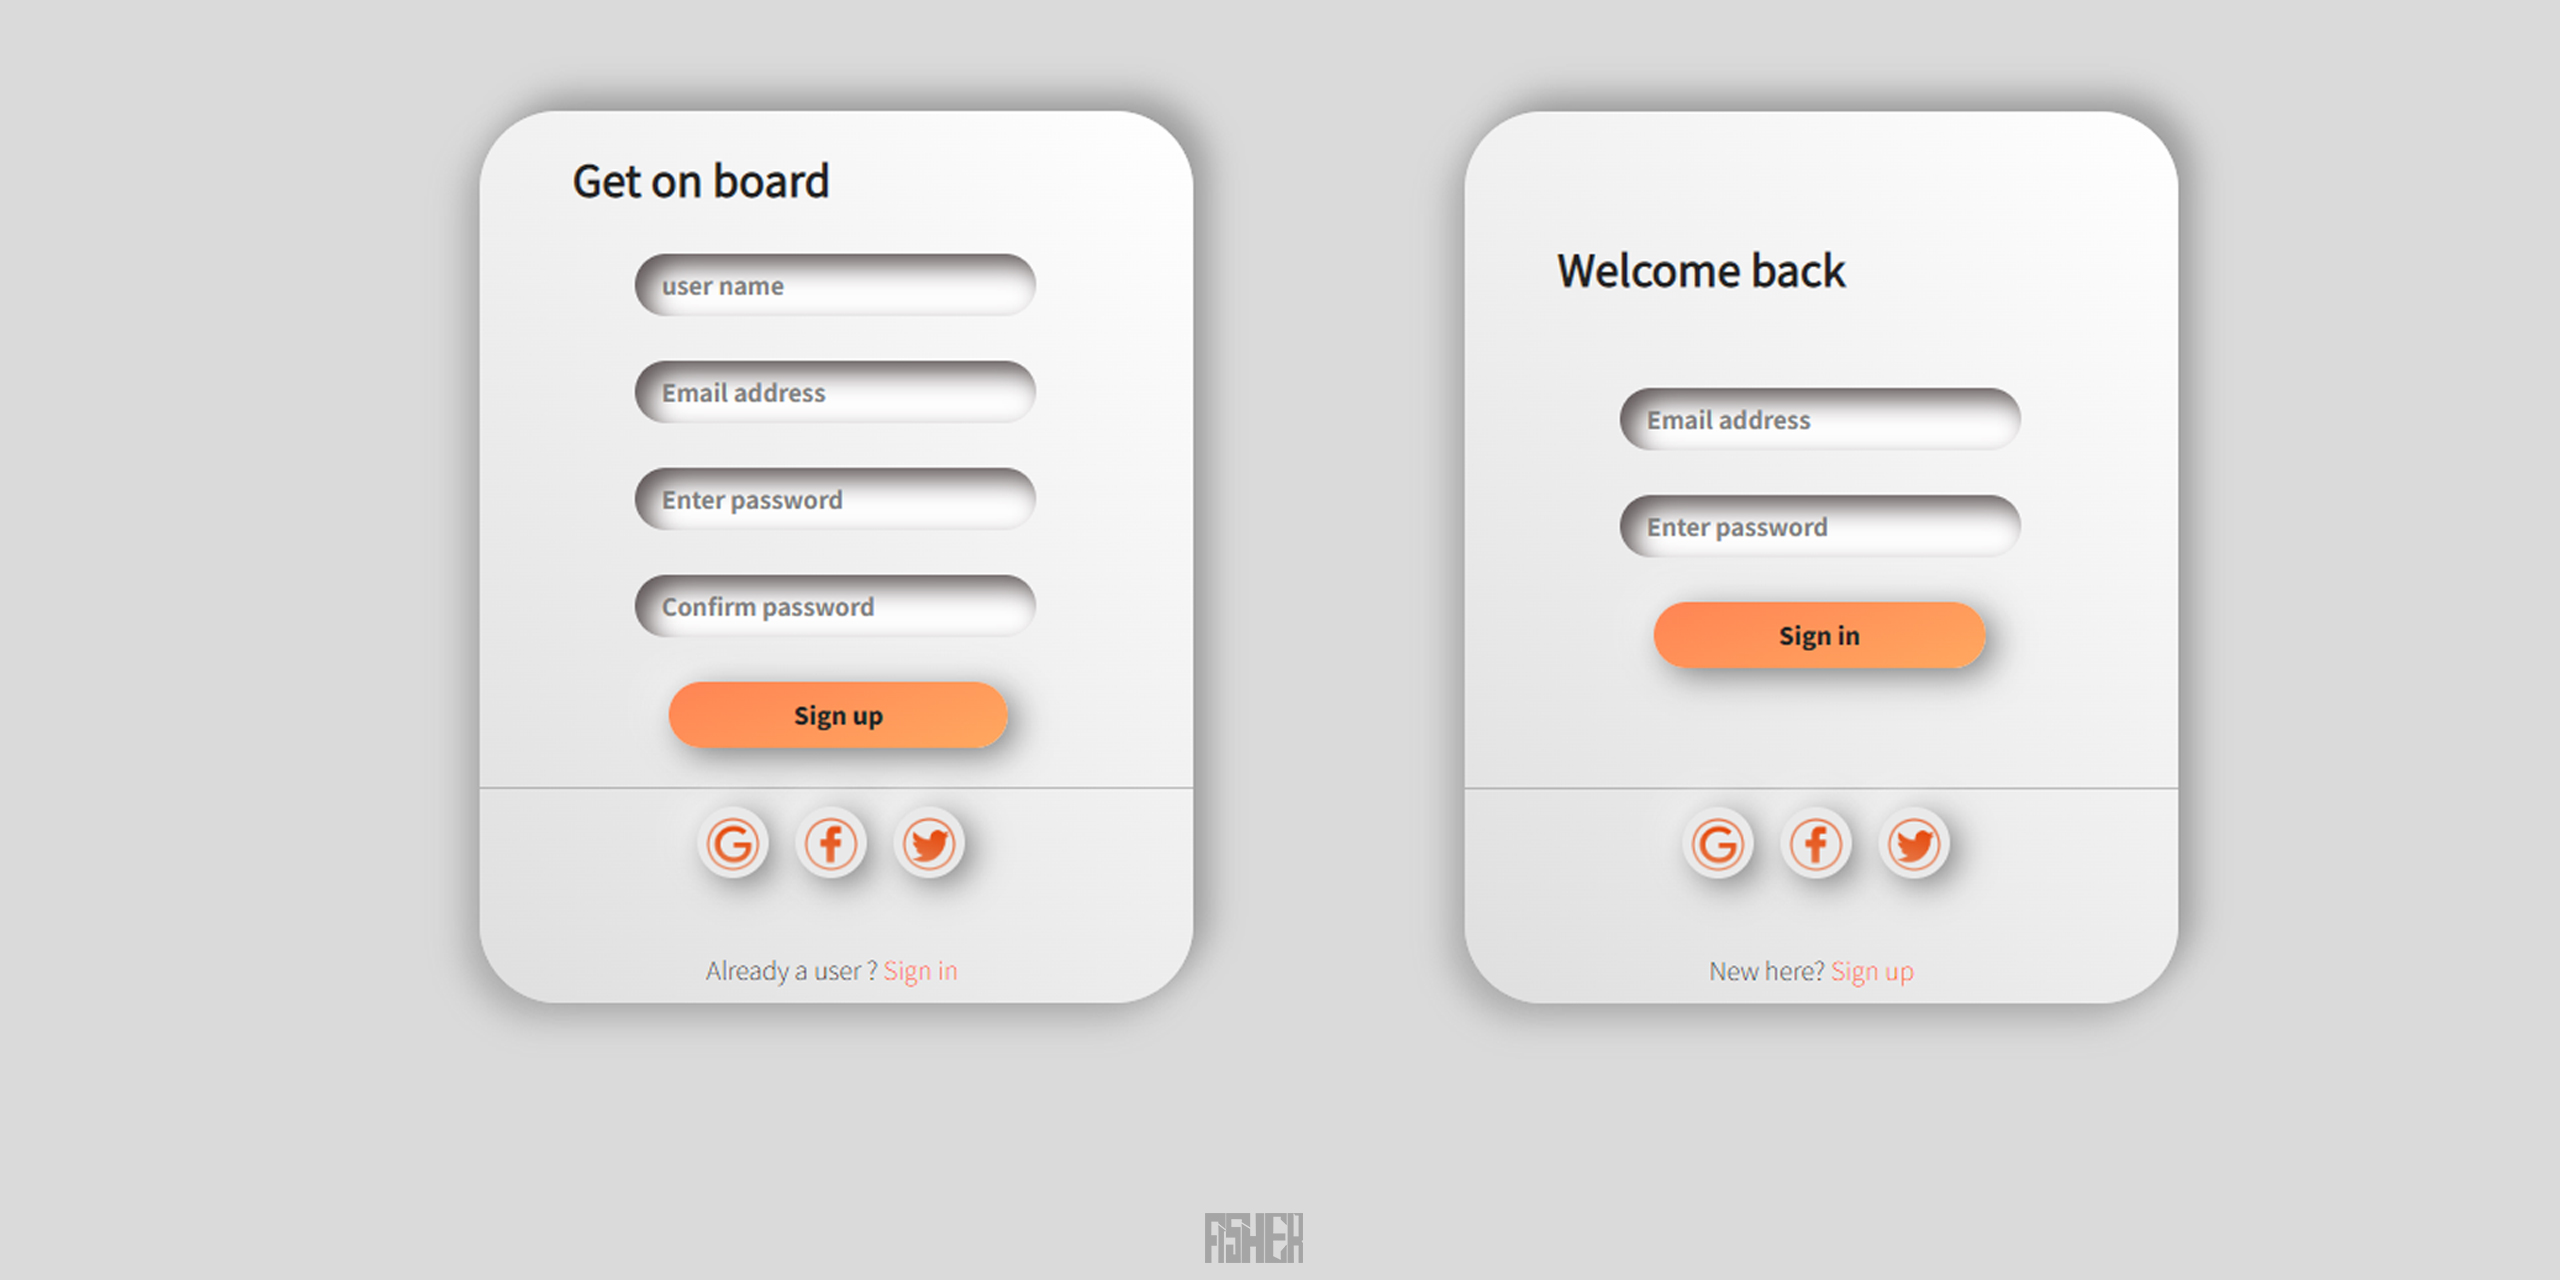 Get on board
user name
Email address
Enter password
Confirm password
Sign up
Already a user ? Sign in
Welcome back
Email address
Enter password
Sign in
New here? Sign up
FISHER